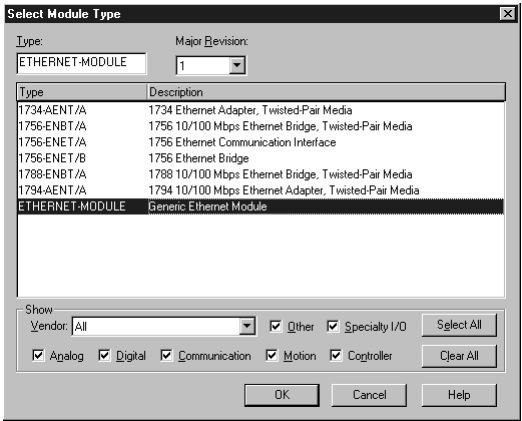 Select Module Type
Type: Major Revision:
ETHERNET-MODULE 1
Type Description
1734-AENT/A 1734 Ethernet Adapter, Twisted-Pair Media
1756-ENBT/A 1756 10/100 Mbps Ethernet Bridge, Twisted-Pair Media
1756-ENET/A 1756 Ethernet Communication Interface
1756-ENET/B 1756 Ethernet Bridge
1788-ENBT/A 1788 10/100 Mbps Ethernet Bridge, Twisted-Pair Media
1794-AENT/A 1794 10/100 Mbps Ethernet Adapter, Twisted-Pair Media
ETHERNET-MODULE Generic Ethernet Module
Show
Vendor: All Other Specialty I/O Select All
Analog Digital Communication Motion Controller Clear All
OK Cancel Help